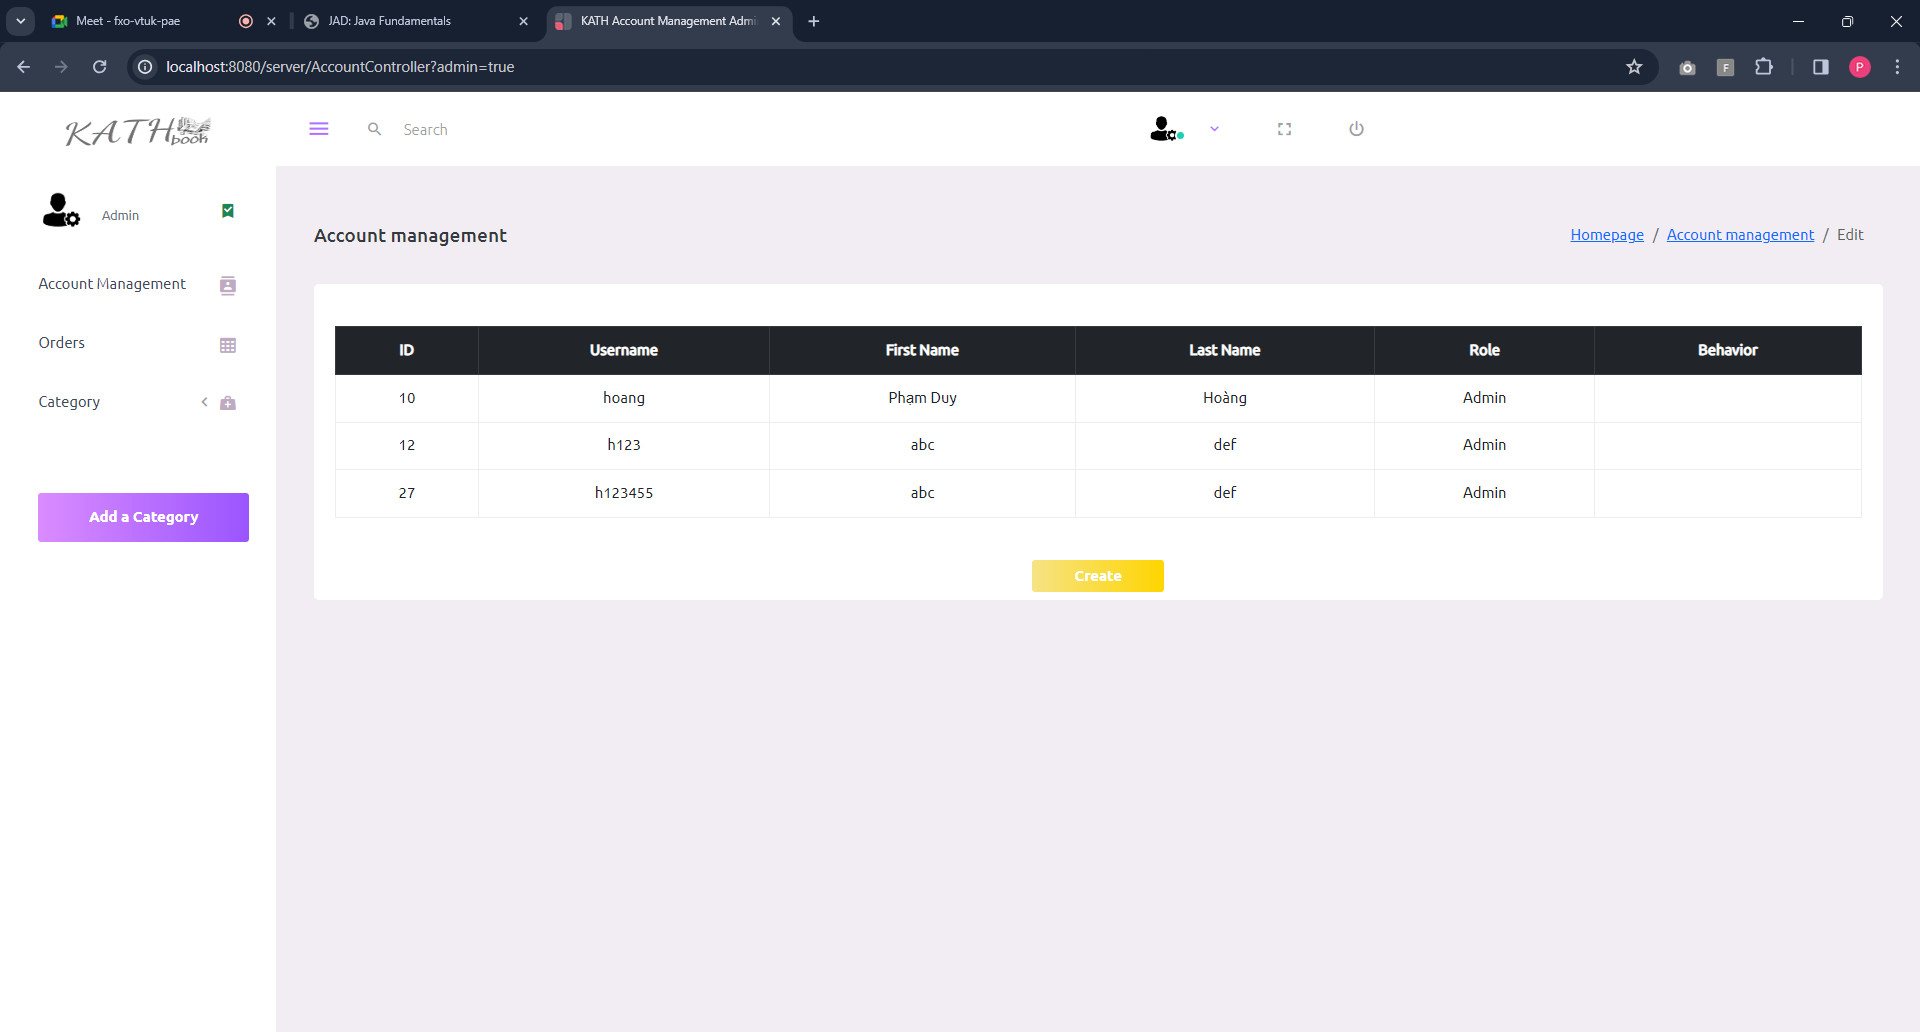 Meet - fxo-vtuk-pae
JAD: Java Fundamentals
KATH Account Management Admi
localhost:8080/server/AccountController?admin=true
F
P
KATH book
Search
Admin
Account Management
Orders
Category
Add a Category
Account management
Homepage / Account management / Edit
ID Username First Name Last Name Role Behavior
10 hoang Phạm Duy Hoàng Admin
12 h123 abc def Admin
27 h123455 abc def Admin
Create